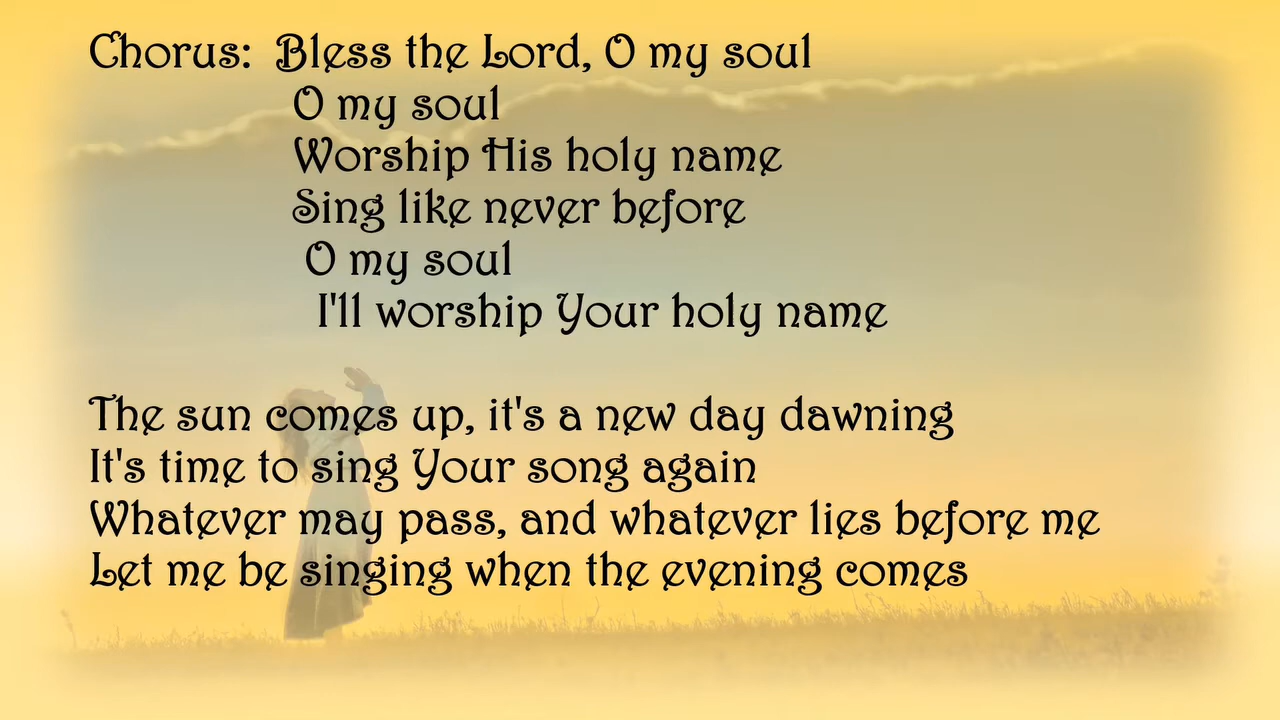 Chorus: Bless the Lord, O my soul
O my soul
Worship His holy name
Sing like never before
O my soul
I'll worship Your holy name
The sun comes up, it's a new day dawning
It's time to sing Your song again
Whatever may pass, and whatever lies before me
Let me be singing when the evening comes